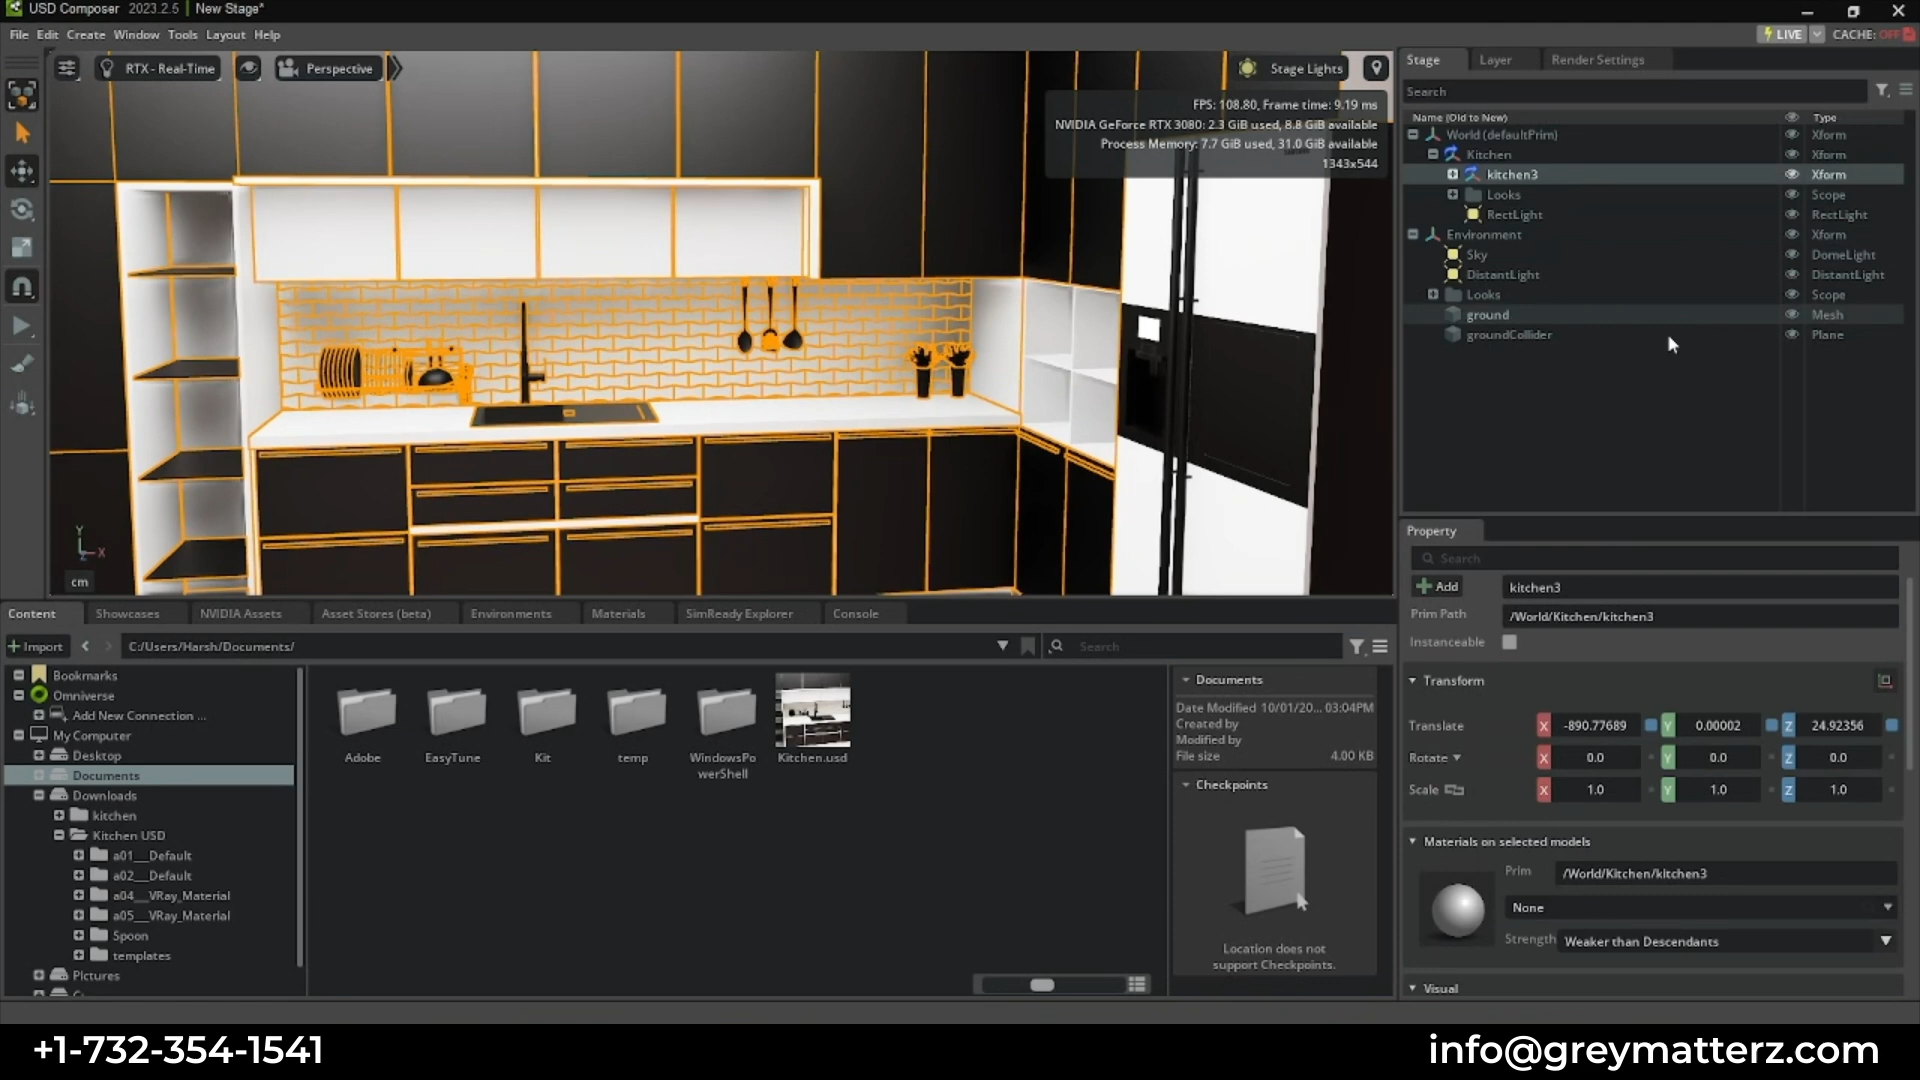 USD Composer 2023.2.5 | New Stage*
File Edit Create Window Tools Layout Help
LIVE CACHE: OFF
RTX - Real-Time
Perspective
Stage Lights
FPS: 108.80, Frame time: 9.19 ms
NVIDIA GeForce RTX 3080: 2.3 GiB used, 8.8 GiB available
Process Memory: 7.7 GiB used, 31.0 GiB available
1343x544
Y
X
cm
Stage Layer Render Settings
Search
Name (Old to New) Type
World (defaultPrim) Xform
Kitchen Xform
kitchen3 Xform
Looks Scope
RectLight RectLight
Environment Xform
Sky DomeLight
DistantLight DistantLight
Looks Scope
ground Mesh
groundCollider Plane
Property
Search
Add kitchen3
Prim Path /World/Kitchen/kitchen3
Instanceable
Transform
Translate X -890.77689 Y 0.00002 Z 24.92356
Rotate X 0.0 Y 0.0 Z 0.0
Scale X 1.0 Y 1.0 Z 1.0
Materials on selected models
Prim /World/Kitchen/kitchen3
None
Strength Weaker than Descendants
Visual
Content Showcases NVIDIA Assets Asset Stores (beta) Environments Materials SimReady Explorer Console
+ Import C:/Users/Harsh/Documents/ Search
Bookmarks
Omniverse
Add New Connection ...
My Computer
Desktop
Documents
Downloads
kitchen
Kitchen USD
a01__Default
a02__Default
a04__VRay_Material
a05__VRay_Material
Spoon
templates
Pictures
Adobe
EasyTune
Kit
temp
WindowsPo
werShell
Kitchen.usd
Documents
Date Modified 10/01/20... 03:04PM
Created by
Modified by
File size 4.00 KB
Checkpoints
Location does not
support Checkpoints.
+1-732-354-1541
info@greymatterz.com